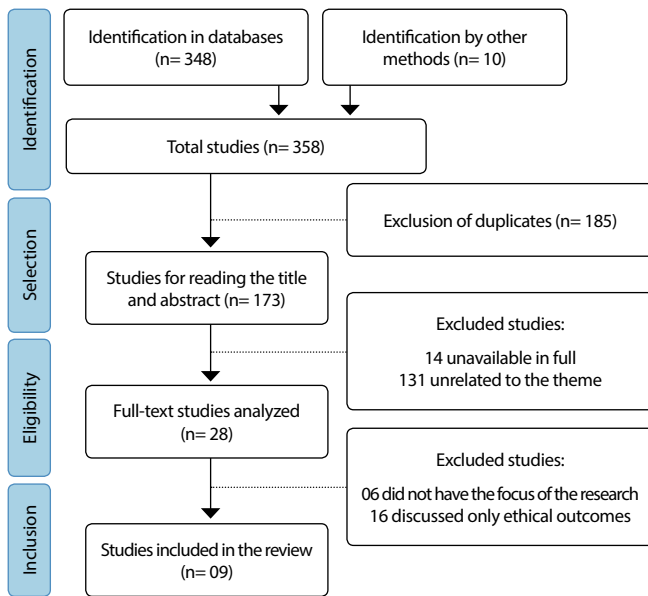 Identification
Identification in databases
(n= 348)
Identification by other
methods (n= 10)
Total studies (n= 358)
Selection
Exclusion of duplicates (n= 185)
Studies for reading the title
and abstract (n= 173)
Excluded studies:
14 unavailable in full
131 unrelated to the theme
Eligibility
Full-text studies analyzed
(n= 28)
Excluded studies:
06 did not have the focus of the research
16 discussed only ethical outcomes
Inclusion
Studies included in the review
(n= 09)